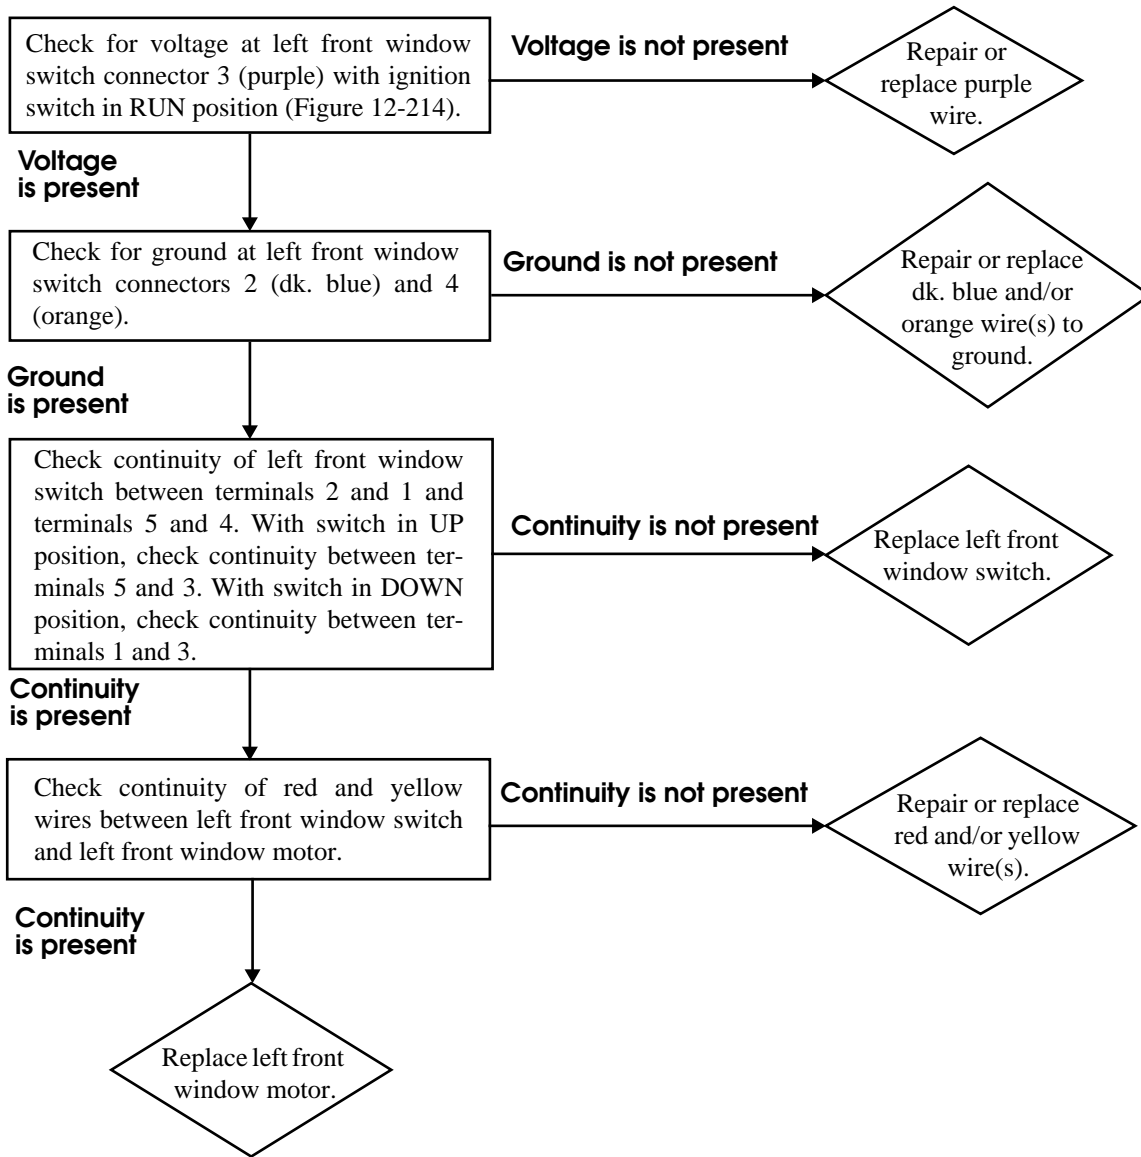 Check for voltage at left front window
switch connector 3 (purple) with ignition
switch in RUN position (Figure 12-214).
Voltage is not present
Repair or
replace purple
wire.
Voltage
is present
Check for ground at left front window
switch connectors 2 (dk. blue) and 4
(orange).
Ground is not present
Repair or replace
dk. blue and/or
orange wire(s) to
ground.
Ground
is present
Check continuity of left front window
switch between terminals 2 and 1 and
terminals 5 and 4. With switch in UP
position, check continuity between ter-
minals 5 and 3. With switch in DOWN
position, check continuity between ter-
minals 1 and 3.
Continuity is not present
Replace left front
window switch.
Continuity
is present
Check continuity of red and yellow
wires between left front window switch
and left front window motor.
Continuity is not present
Repair or replace
red and/or yellow
wire(s).
Continuity
is present
Replace left front
window motor.